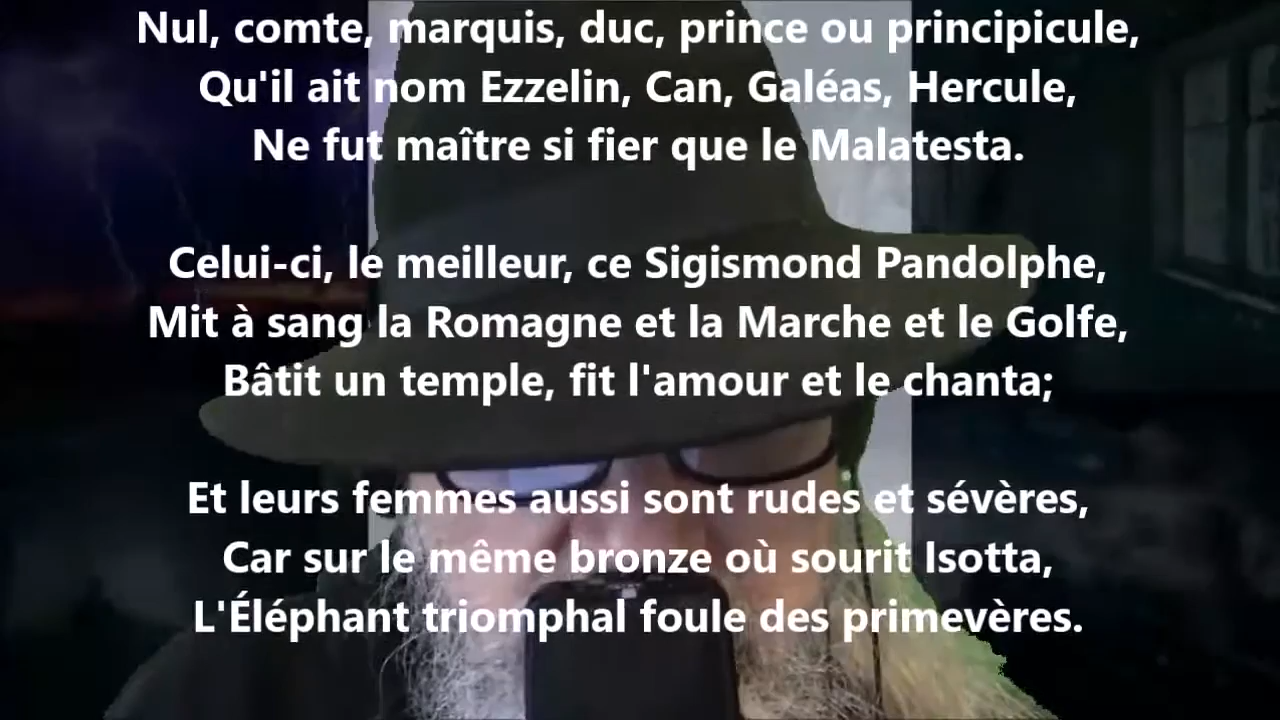 Nul, comte, marquis, duc, prince ou principicule,
Qu'il ait nom Ezzelin, Can, Galéas, Hercule,
Ne fut maître si fier que le Malatesta.
Celui-ci, le meilleur, ce Sigismond Pandolphe,
Mit à sang la Romagne et la Marche et le Golfe,
Bâtit un temple, fit l'amour et le chanta;
Et leurs femmes aussi sont rudes et sévères,
Car sur le même bronze où sourit Isotta,
L'Éléphant triomphal foule des primevères.